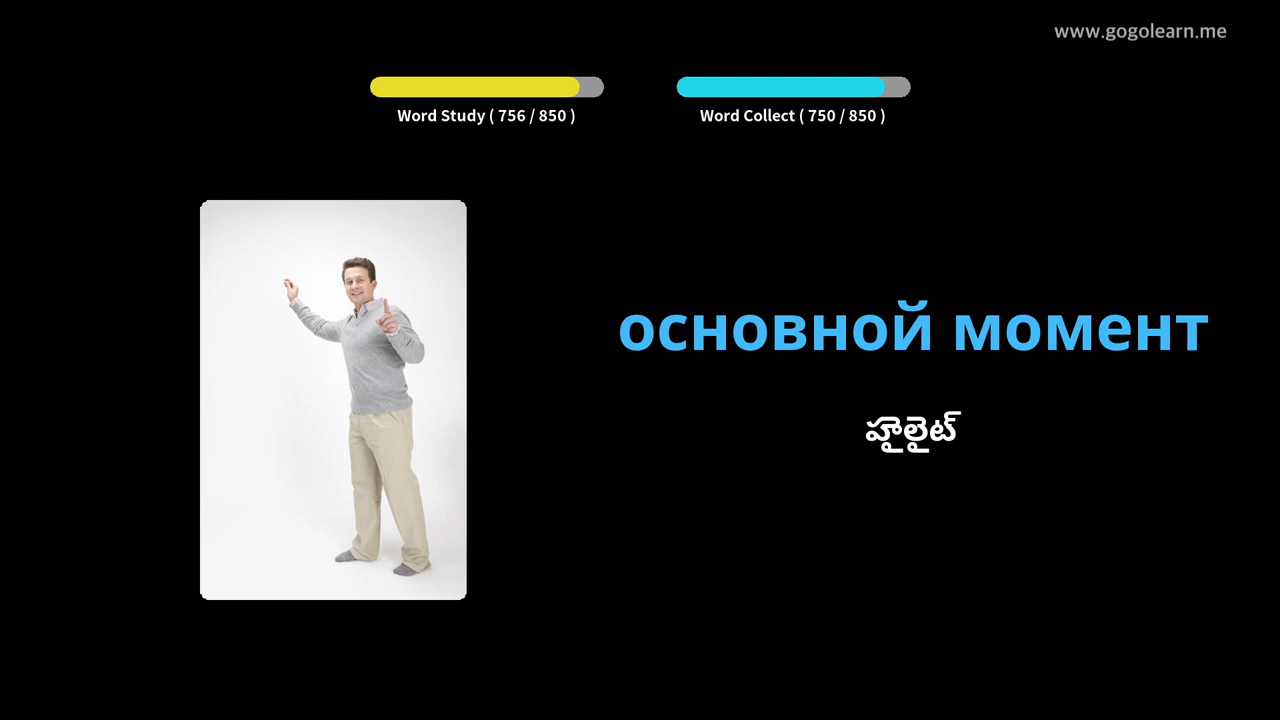 www.gogolearn.me
Word Study ( 756 / 850 )
Word Collect ( 750 / 850 )
основной момент
హైలైట్